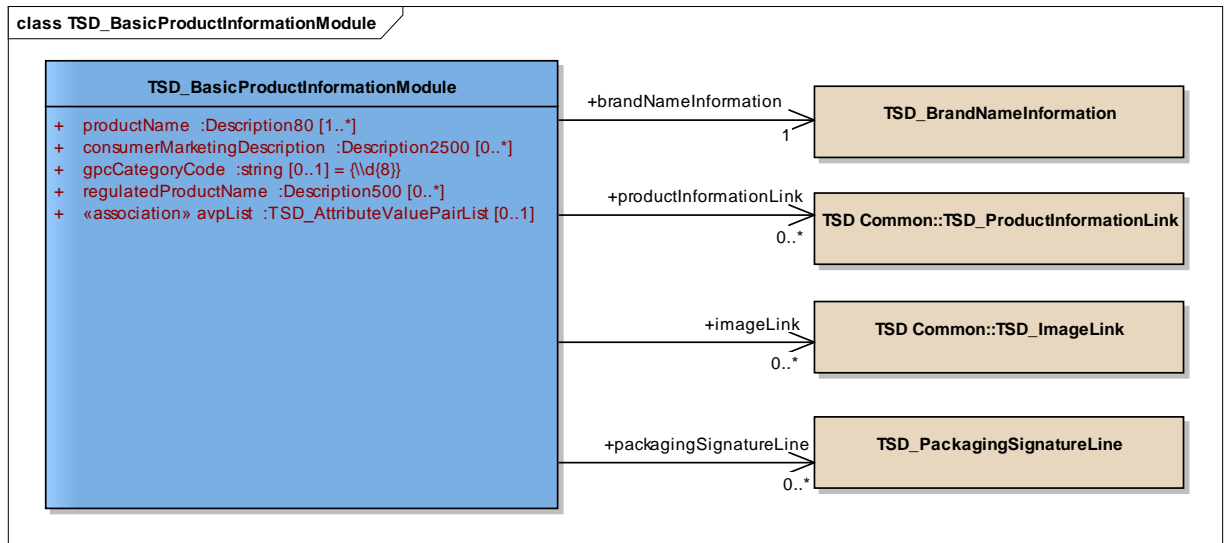 class TSD_BasicProductInformationModule
TSD_BasicProductInformationModule
+ productName :Description80 [1..*]
+ consumerMarketingDescription :Description2500 [0..*]
+ gpcCategoryCode :string [0..1] = {\\d{8}}
+ regulatedProductName :Description500 [0..*]
+ «association» avpList :TSD_AttributeValuePairList [0..1]
+brandNameInformation
1
TSD_BrandNameInformation
+productInformationLink
0..*
TSD Common::TSD_ProductInformationLink
+imageLink
0..*
TSD Common::TSD_ImageLink
+packagingSignatureLine
0..*
TSD_PackagingSignatureLine